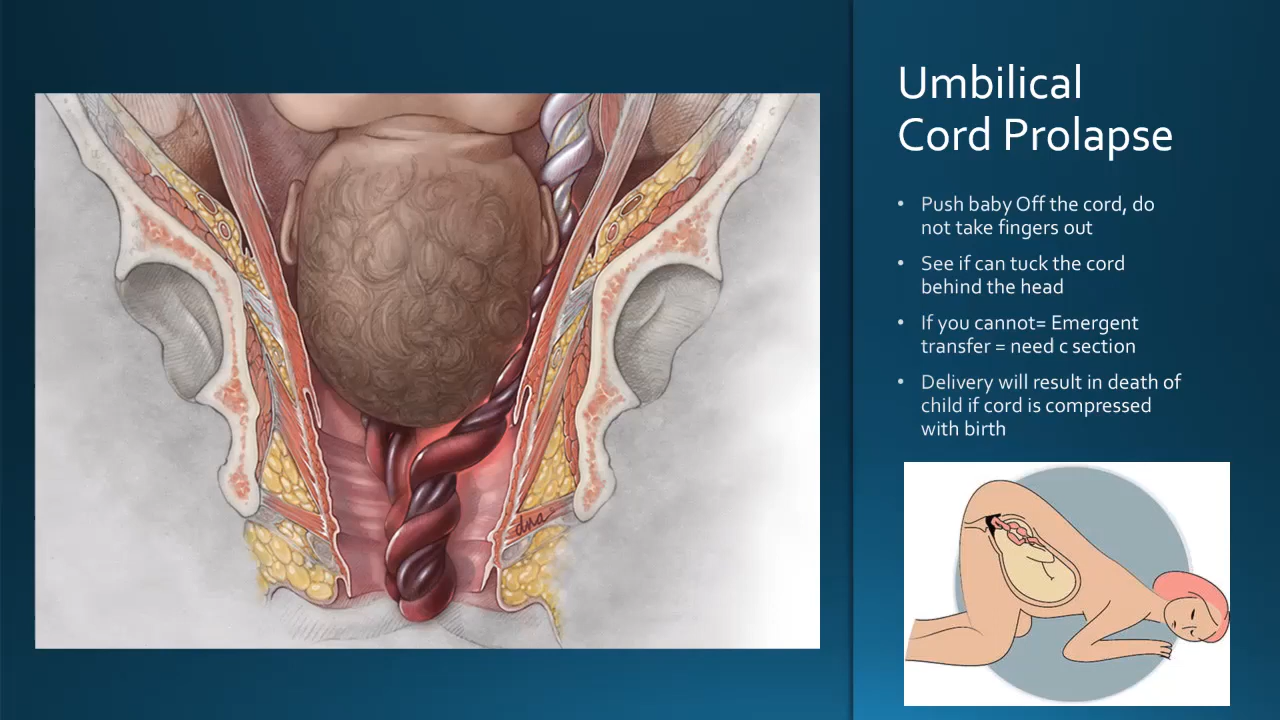 Umbilical
Cord Prolapse
• Push baby Off the cord, do
not take fingers out
• See if can tuck the cord
behind the head
• If you cannot= Emergent
transfer = need c section
• Delivery will result in death of
child if cord is compressed
with birth
dna